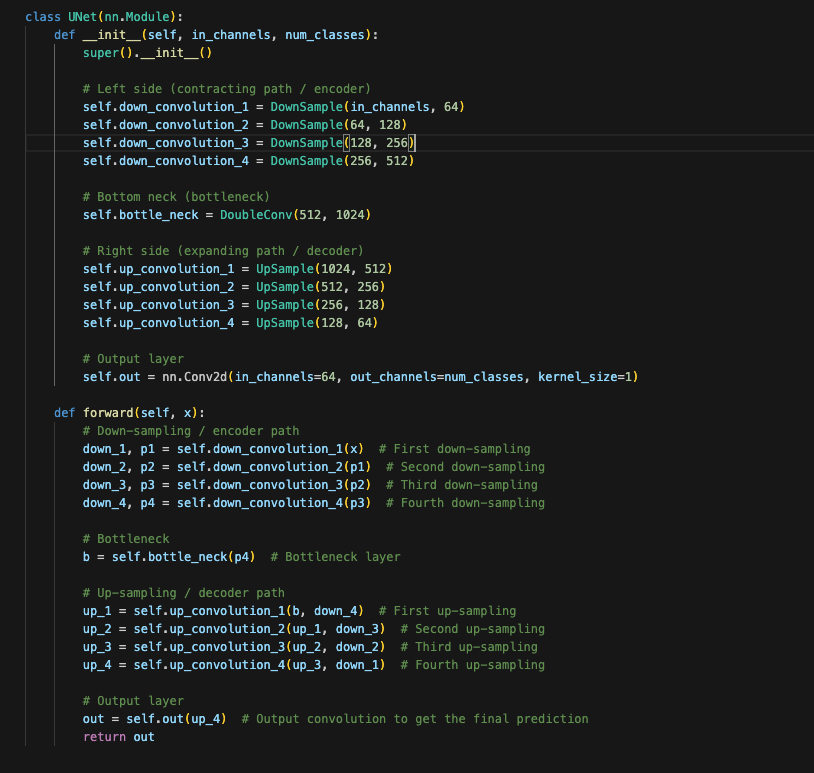 class UNet(nn.Module):
    def __init__(self, in_channels, num_classes):
        super().__init__()

        # Left side (contracting path / encoder)
        self.down_convolution_1 = DownSample(in_channels, 64)
        self.down_convolution_2 = DownSample(64, 128)
        self.down_convolution_3 = DownSample(128, 256)
        self.down_convolution_4 = DownSample(256, 512)

        # Bottom neck (bottleneck)
        self.bottle_neck = DoubleConv(512, 1024)

        # Right side (expanding path / decoder)
        self.up_convolution_1 = UpSample(1024, 512)
        self.up_convolution_2 = UpSample(512, 256)
        self.up_convolution_3 = UpSample(256, 128)
        self.up_convolution_4 = UpSample(128, 64)

        # Output layer
        self.out = nn.Conv2d(in_channels=64, out_channels=num_classes, kernel_size=1)

    def forward(self, x):
        # Down-sampling / encoder path
        down_1, p1 = self.down_convolution_1(x)  # First down-sampling
        down_2, p2 = self.down_convolution_2(p1)  # Second down-sampling
        down_3, p3 = self.down_convolution_3(p2)  # Third down-sampling
        down_4, p4 = self.down_convolution_4(p3)  # Fourth down-sampling

        # Bottleneck
        b = self.bottle_neck(p4)  # Bottleneck layer

        # Up-sampling / decoder path
        up_1 = self.up_convolution_1(b, down_4)  # First up-sampling
        up_2 = self.up_convolution_2(up_1, down_3)  # Second up-sampling
        up_3 = self.up_convolution_3(up_2, down_2)  # Third up-sampling
        up_4 = self.up_convolution_4(up_3, down_1)  # Fourth up-sampling

        # Output layer
        out = self.out(up_4)  # Output convolution to get the final prediction
        return out